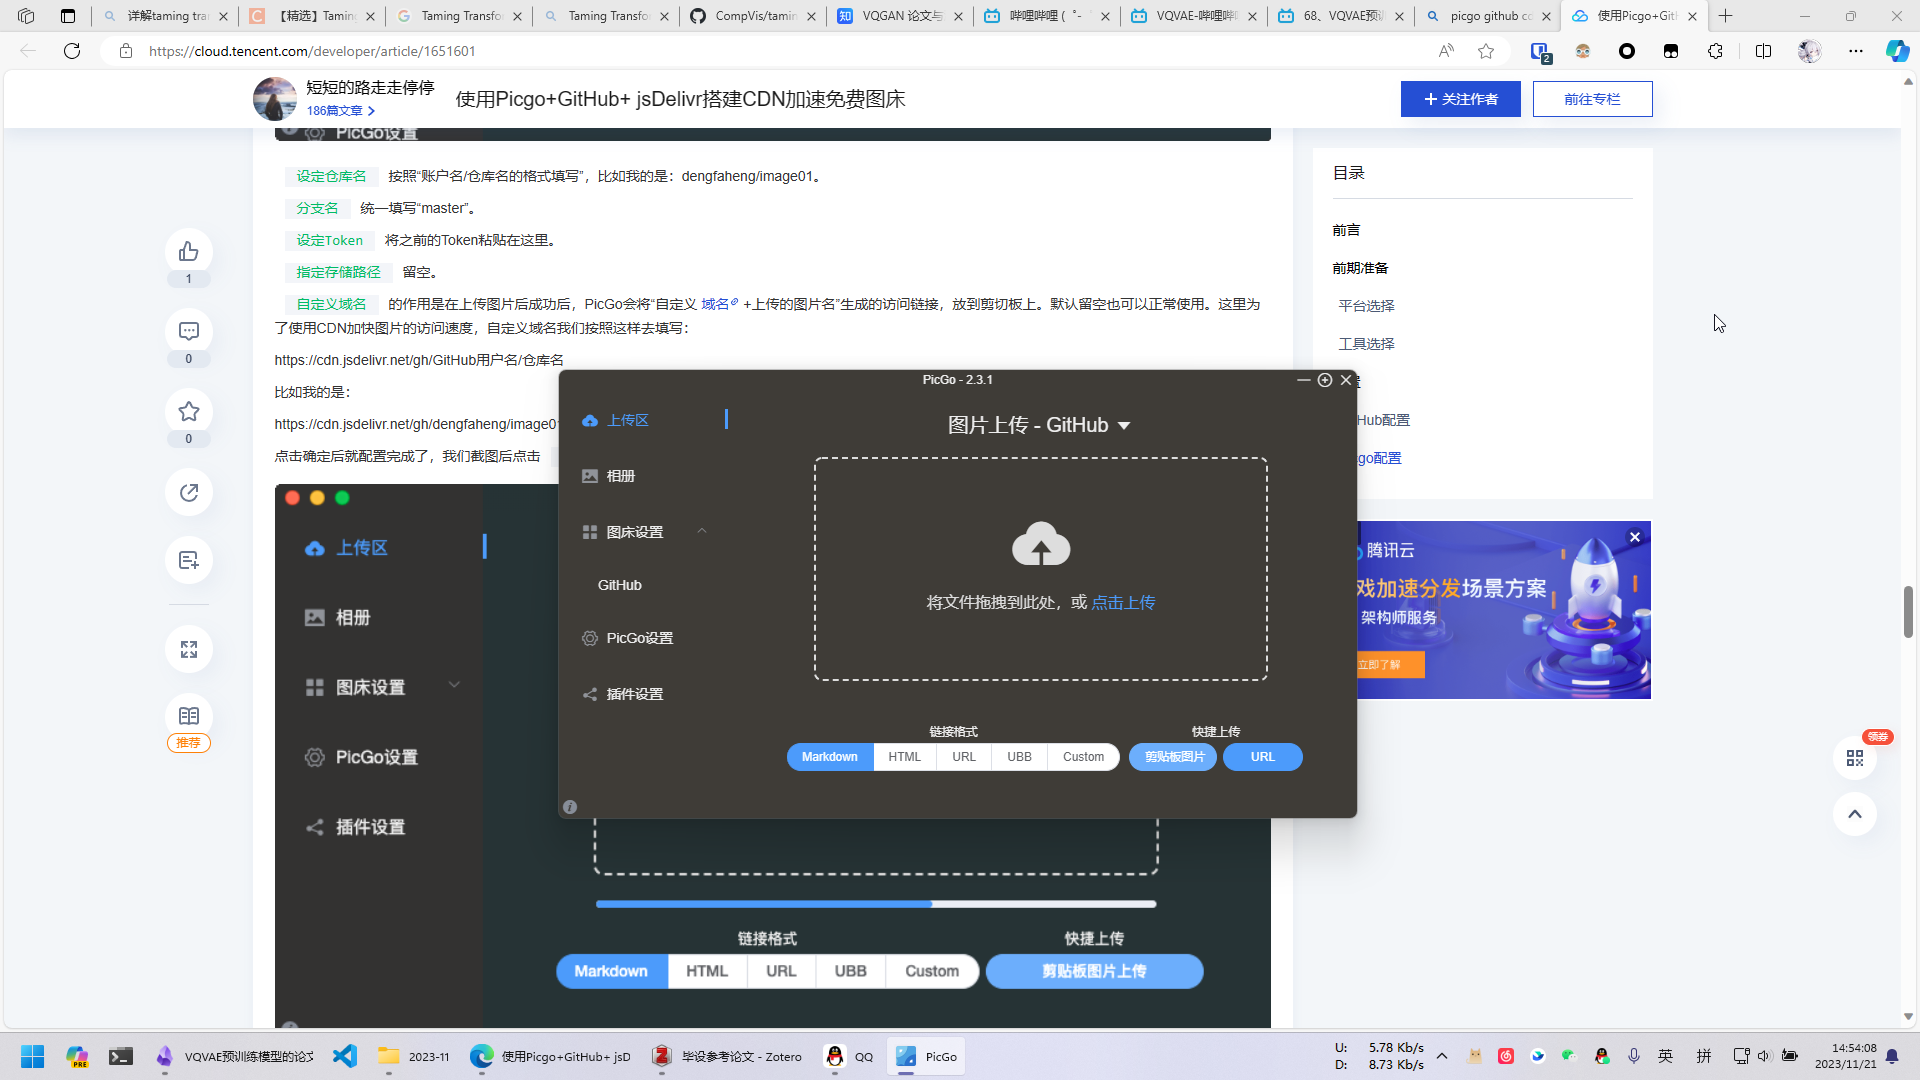 详解taming tra
【精选】Taming
Taming Transfo
Taming Transfo
CompVis/tamin
VQGAN 论文与
哔哩哔哩 (゜-゜
VQVAE-哔哩哔哩
68、VQVAE预训
picgo github co
使用Picgo+GitH
https://cloud.tencent.com/developer/article/1651601
2
短短的路走走停停
186篇文章
使用Picgo+GitHub+ jsDelivr搭建CDN加速免费图床
关注作者
前往专栏
PicGo设置
设定仓库名 按照“账户名/仓库名的格式填写”，比如我的是：dengfaheng/image01。
分支名 统一填写“master”。
设定Token 将之前的Token粘贴在这里。
指定存储路径 留空。
自定义域名 的作用是在上传图片后成功后，PicGo会将“自定义 域名 +上传的图片名”生成的访问链接，放到剪切板上。默认留空也可以正常使用。这里为
了使用CDN加快图片的访问速度，自定义域名我们按照这样去填写：
https://cdn.jsdelivr.net/gh/GitHub用户名/仓库名
比如我的是：
https://cdn.jsdelivr.net/gh/dengfaheng/image0
点击确定后就配置完成了，我们截图后点击
1
0
0
推荐
目录
前言
前期准备
平台选择
工具选择
置
Hub配置
go配置
PicGo - 2.3.1
上传区
相册
图床设置
GitHub
PicGo设置
插件设置
图片上传 - GitHub
将文件拖拽到此处，或 点击上传
链接格式
快捷上传
Markdown HTML URL UBB Custom
剪贴板图片 URL
上传区
相册
图床设置
PicGo设置
插件设置
链接格式
快捷上传
Markdown HTML URL UBB Custom
剪贴板图片上传
腾讯云
戏加速分发场景方案
架构师服务
立即了解
领券
VQVAE预训练模型的论文
2023-11
使用Picgo+GitHub+ jsD
毕设参考论文 - Zotero
QQ
PicGo
U: 5.78 Kb/s
D: 8.73 Kb/s
英
拼
14:54:08
2023/11/21